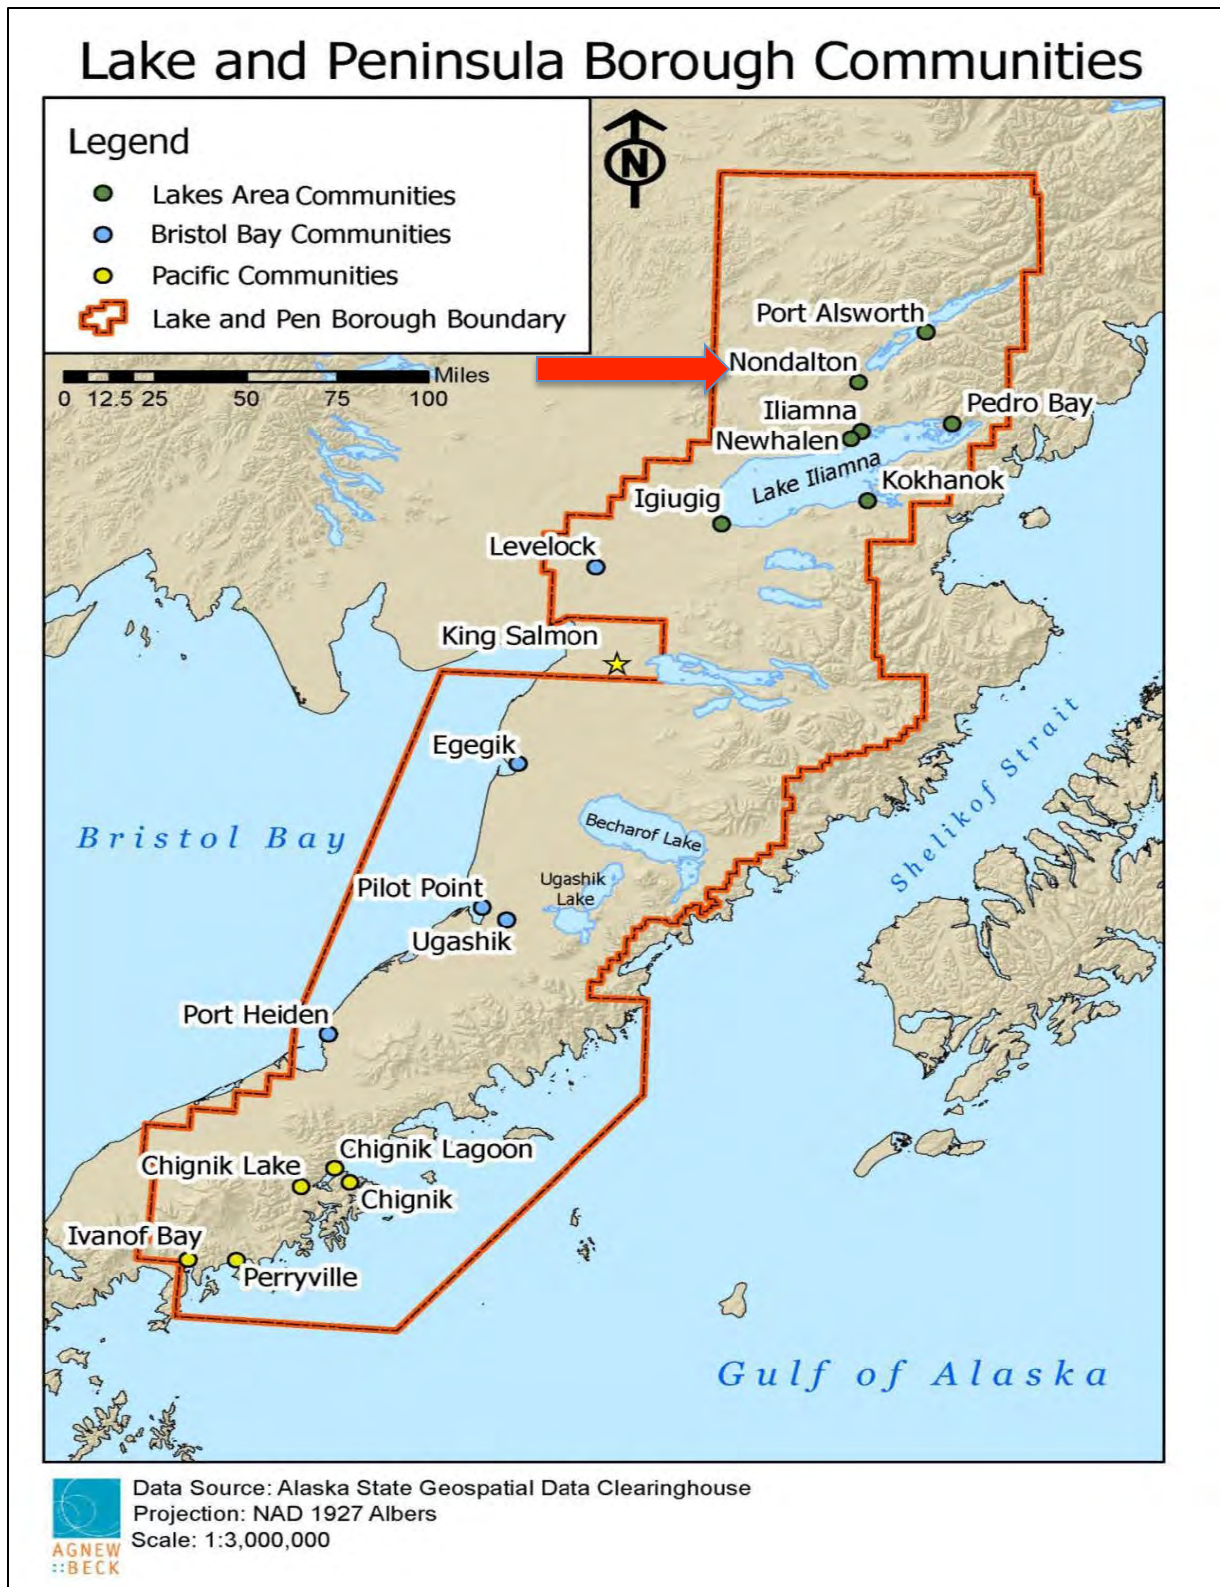 Lake and Peninsula Borough Communities
Legend
Lakes Area Communities
Bristol Bay Communities
Pacific Communities
Lake and Pen Borough Boundary
N
Miles
0 12.5 25 50 75 100
Port Alsworth
Nondalton
Iliamna
Pedro Bay
Newhalen
Lake Iliamna
Kokhanok
Igiugig
Levelock
King Salmon
Egegik
Shelikof Strait
Bristol Bay
Becharof Lake
Ugashik
Lake
Pilot Point
Ugashik
Port Heiden
Chignik Lagoon
Chignik Lake
Chignik
Ivanof Bay
Perryville
Gulf of Alaska
Data Source: Alaska State Geospatial Data Clearinghouse
Projection: NAD 1927 Albers
Scale: 1:3,000,000
AGNEW
::BECK